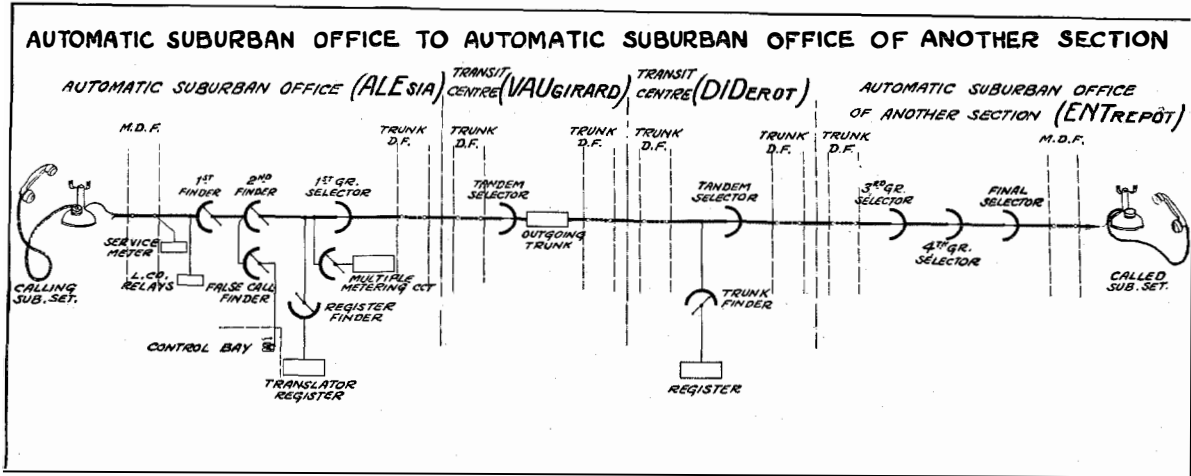 AUTOMATIC SUBURBAN OFFICE TO AUTOMATIC SUBURBAN OFFICE OF ANOTHER SECTION
AUTOMATIC SUBURBAN OFFICE (ALESIA)
TRANSIT
CENTRE (VAUGIRARD)
TRANSIT
CENTRE (DIDEROT)
AUTOMATIC SUBURBAN OFFICE
OF ANOTHER SECTION (ENTREPÔT)
M.D.F.
TRUNK
D.F.
TRUNK
D.F.
TRUNK
D.F.
TRUNK
D.F.
TRUNK
D.F.
TRUNK
D.F.
M.D.F.
1ST
FINDER
2ND
FINDER
1ST GR.
SELECTOR
TANDEM
SELECTOR
TANDEM
SELECTOR
3RD GR.
SELECTOR
FINAL
SELECTOR
SERVICE
METER
OUTGOING
TRUNK
4TH GR.
SELECTOR
CALLING
SUB. SET.
L.CO.
RELAYS
FALSE CALL
FINDER
MULTIPLE
METERING CCT
REGISTER
FINDER
TRUNK
FINDER
CALLED
SUB. SET.
CONTROL BAY
TRANSLATOR
REGISTER
REGISTER